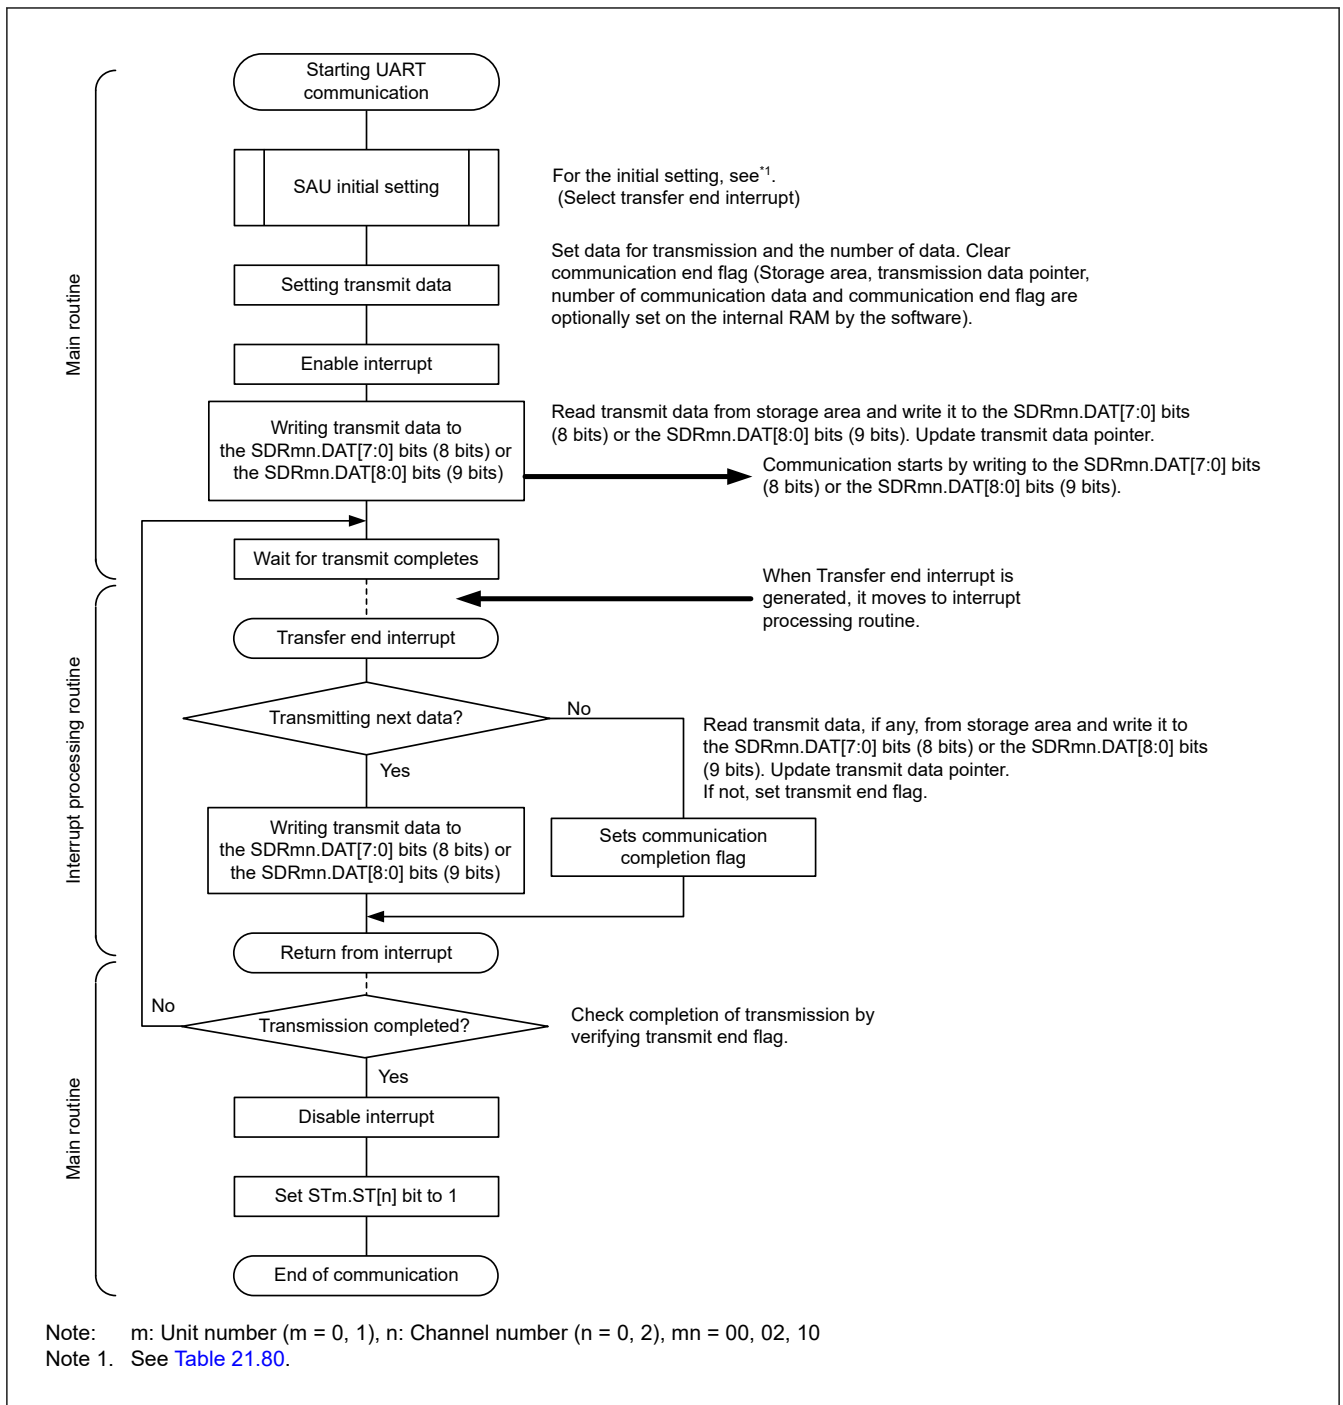 Starting UART
communication
SAU initial setting
For the initial setting, see*1.
(Select transfer end interrupt)
Set data for transmission and the number of data. Clear
communication end flag (Storage area, transmission data pointer,
number of communication data and communication end flag are
optionally set on the internal RAM by the software).
Setting transmit data
Main routine
Enable interrupt
Writing transmit data to
the SDRmn.DAT[7:0] bits (8 bits) or
the SDRmn.DAT[8:0] bits (9 bits)
Read transmit data from storage area and write it to the SDRmn.DAT[7:0] bits
(8 bits) or the SDRmn.DAT[8:0] bits (9 bits). Update transmit data pointer.
Communication starts by writing to the SDRmn.DAT[7:0] bits
(8 bits) or the SDRmn.DAT[8:0] bits (9 bits).
Wait for transmit completes
When Transfer end interrupt is
generated, it moves to interrupt
processing routine.
Transfer end interrupt
Interrupt processing routine
Transmitting next data?
No
Yes
Read transmit data, if any, from storage area and write it to
the SDRmn.DAT[7:0] bits (8 bits) or the SDRmn.DAT[8:0] bits
(9 bits). Update transmit data pointer.
If not, set transmit end flag.
Writing transmit data to
the SDRmn.DAT[7:0] bits (8 bits) or
the SDRmn.DAT[8:0] bits (9 bits)
Sets communication
completion flag
Return from interrupt
No
Transmission completed?
Check completion of transmission by
verifying transmit end flag.
Yes
Main routine
Disable interrupt
Set STm.ST[n] bit to 1
End of communication
Note: m: Unit number (m = 0, 1), n: Channel number (n = 0, 2), mn = 00, 02, 10
Note 1. See Table 21.80.